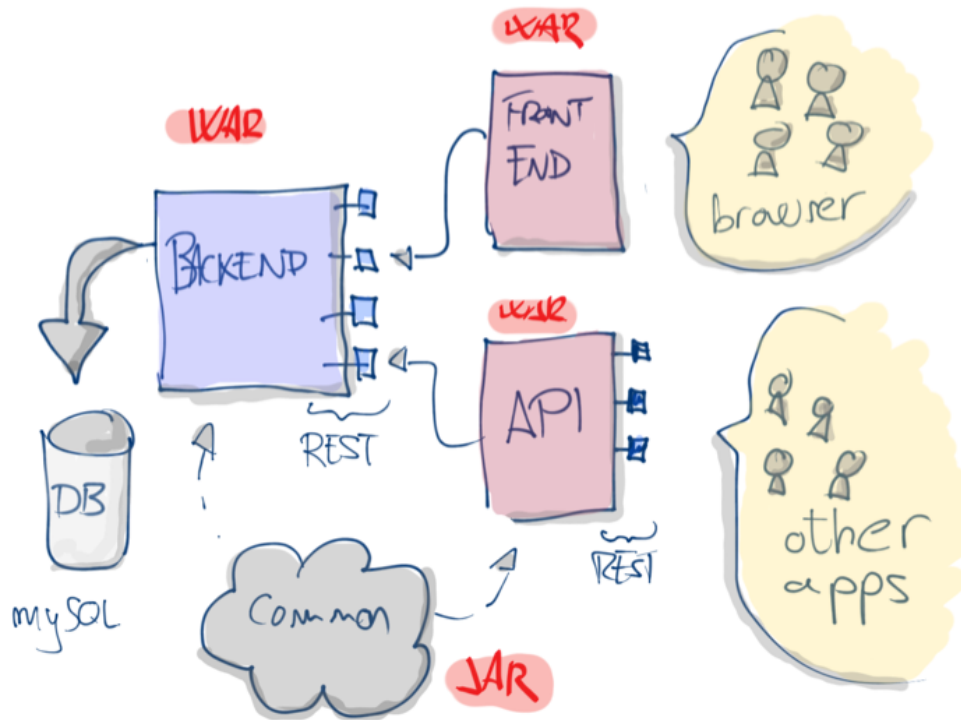 WAR
FRONT
END
WAR
BACKEND
browser
WAR
API
REST
DB
other
apps
REST
mySQL
Common
JAR